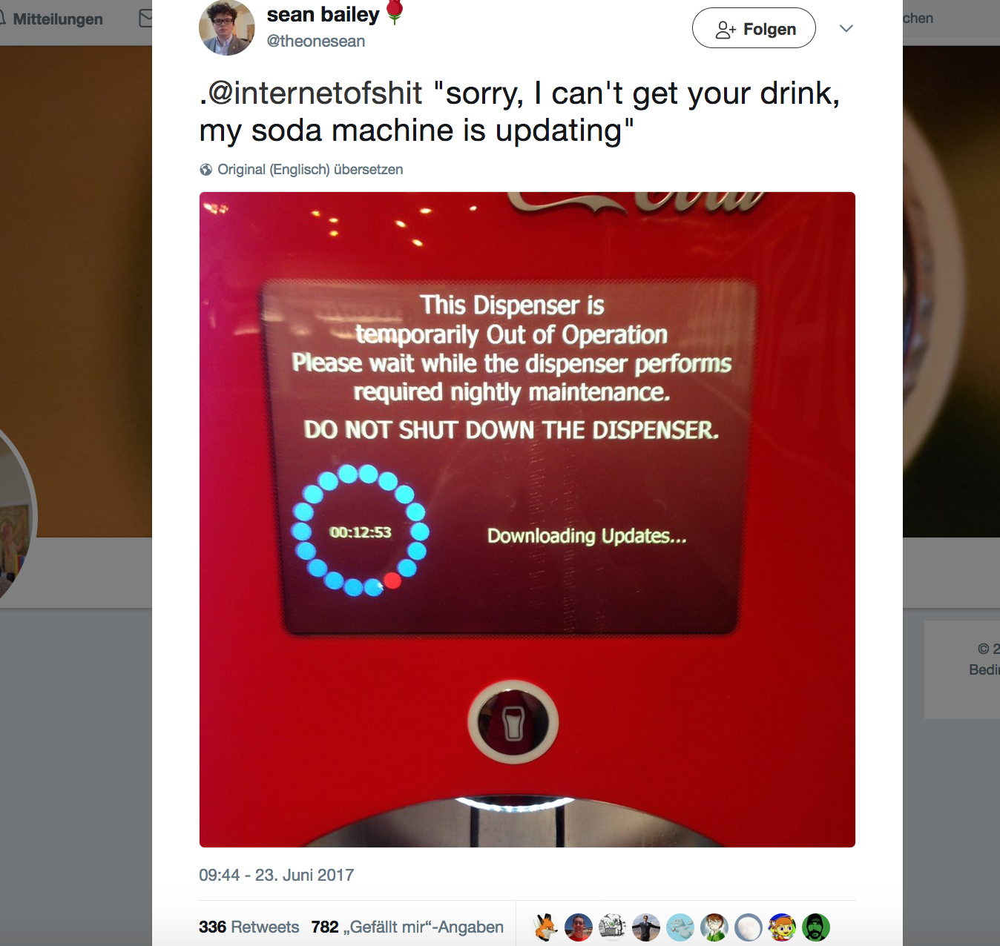 Mitteilungen
chen
sean bailey
@theonesean
Folgen
.@internetofshit "sorry, I can't get your drink,
my soda machine is updating"
Original (Englisch) übersetzen
Cola
This Dispenser is
temporarily Out of Operation
Please wait while the dispenser performs
required nightly maintenance.
DO NOT SHUT DOWN THE DISPENSER.
00:12:53
Downloading Updates...
© 2
Bedi
09:44 - 23. Juni 2017
336 Retweets 782 „Gefällt mir“-Angaben